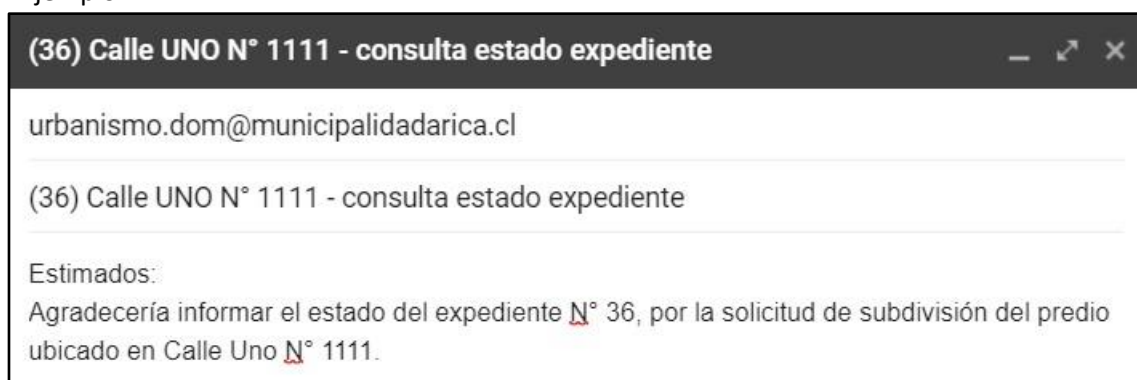 (36) Calle UNO N° 1111 - consulta estado expediente
urbanismo.dom@municipalidadarica.cl
(36) Calle UNO N° 1111 - consulta estado expediente
Estimados:
Agradecería informar el estado del expediente N° 36, por la solicitud de subdivisión del predio
ubicado en Calle Uno N° 1111.